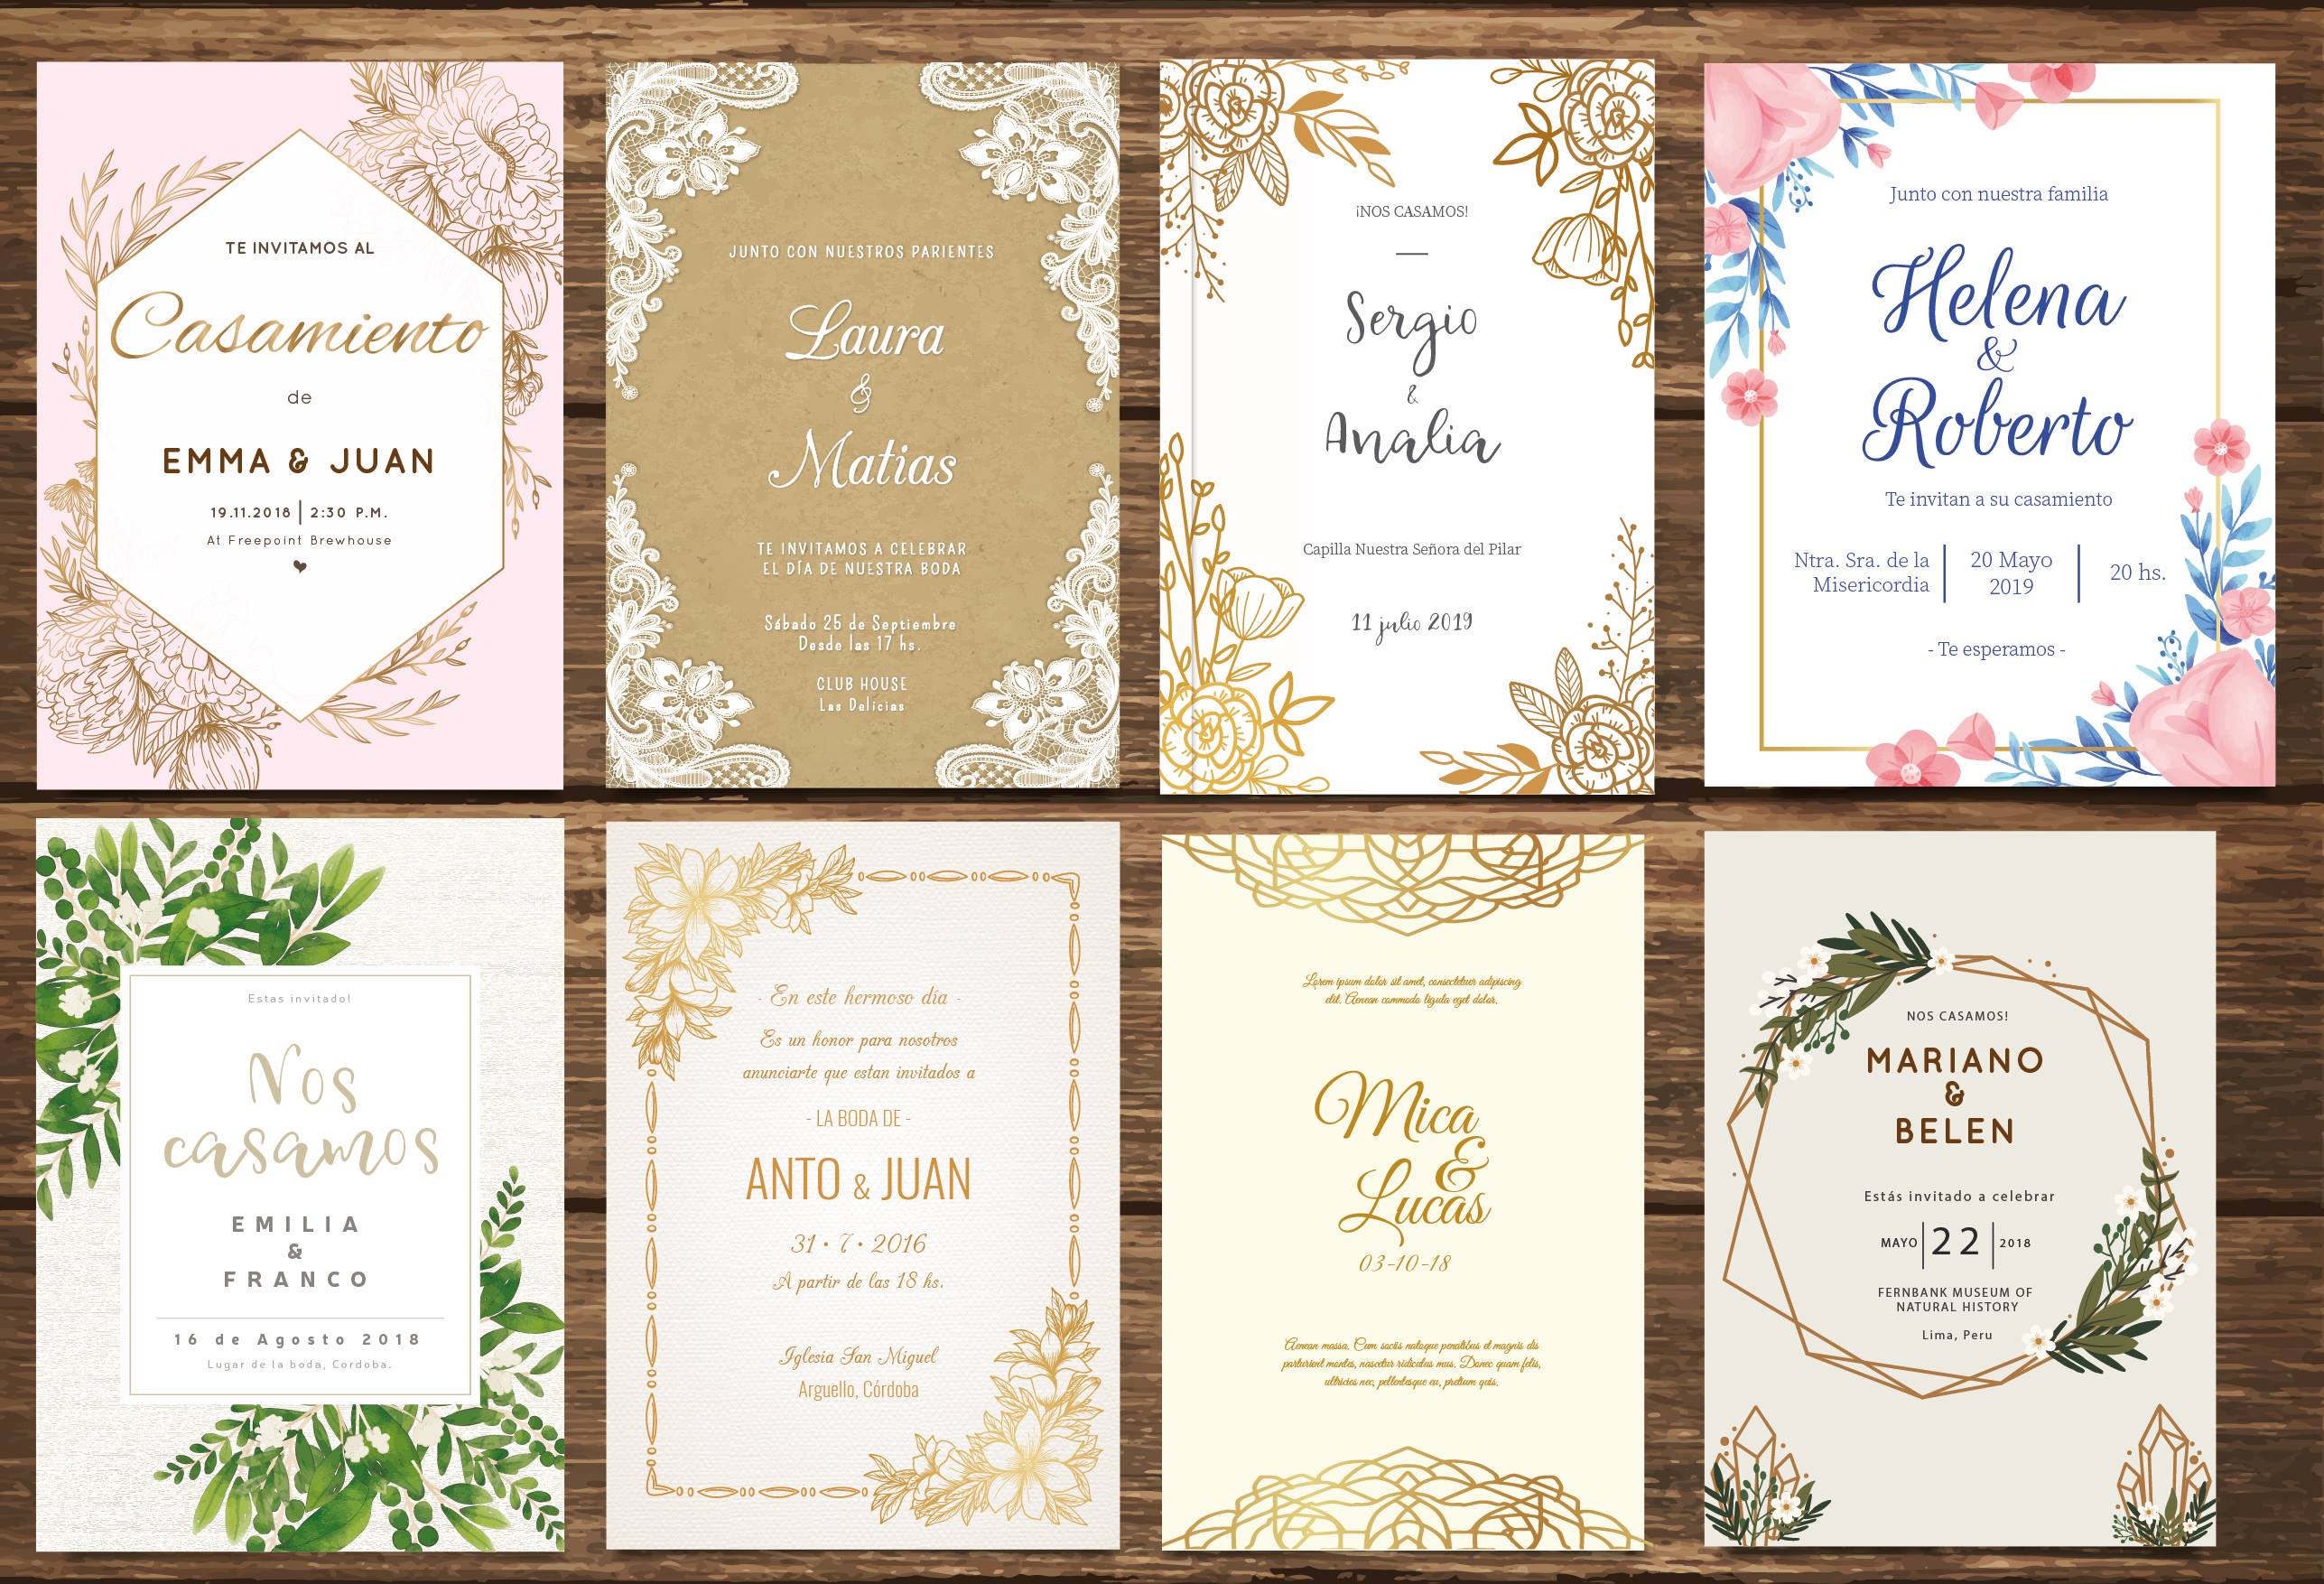 TE INVITAMOS AL
Casamiento
de
EMMA & JUAN
19.11.2018 | 2:30 P.M.
At Freepoint Brewhouse
JUNTO CON NUESTROS PARIENTES
Laura
&
Matias
TE INVITAMOS A CELEBRAR
EL DÍA DE NUESTRA BODA
Sábado 25 de Septiembre
Desde las 17 hs.
CLUB HOUSE
Las Delicias
¡NOS CASAMOS!
Sergio
&
Analia
Capilla Nuestra Señora del Pilar
11 julio 2019
Junto con nuestra familia
Helena
&
Roberto
Te invitan a su casamiento
Ntra. Sra. de la
Misericordia
20 Mayo
2019
20 hs.
- Te esperamos -
Estas invitado!
Nos
casamos
EMILIA
&
FRANCO
16 de Agosto 2018
Lugar de la boda, Cordoba.
- En este hermoso día -
Es un honor para nosotros
anunciarte que estan invitados a
- LA BODA DE -
ANTO & JUAN
31 • 7 • 2016
A partir de las 18 hs.
Iglesia San Miguel
Arguello, Córdoba
Lorem ipsum dolor sit amet, consectetuer adipiscing
elit. Aenean commodo ligula eget dolor.
Mica
&
Lucas
03-10-18
Aenean massa. Cum sociis natoque penatibus et magnis dis
parturient montes, nascetur ridiculus mus. Donec quam felis,
ultricies nec, pellentesque eu, pretium quis.
NOS CASAMOS!
MARIANO
&
BELEN
Estás invitado a celebrar
MAYO | 22 | 2018
FERNBANK MUSEUM OF
NATURAL HISTORY
Lima, Peru